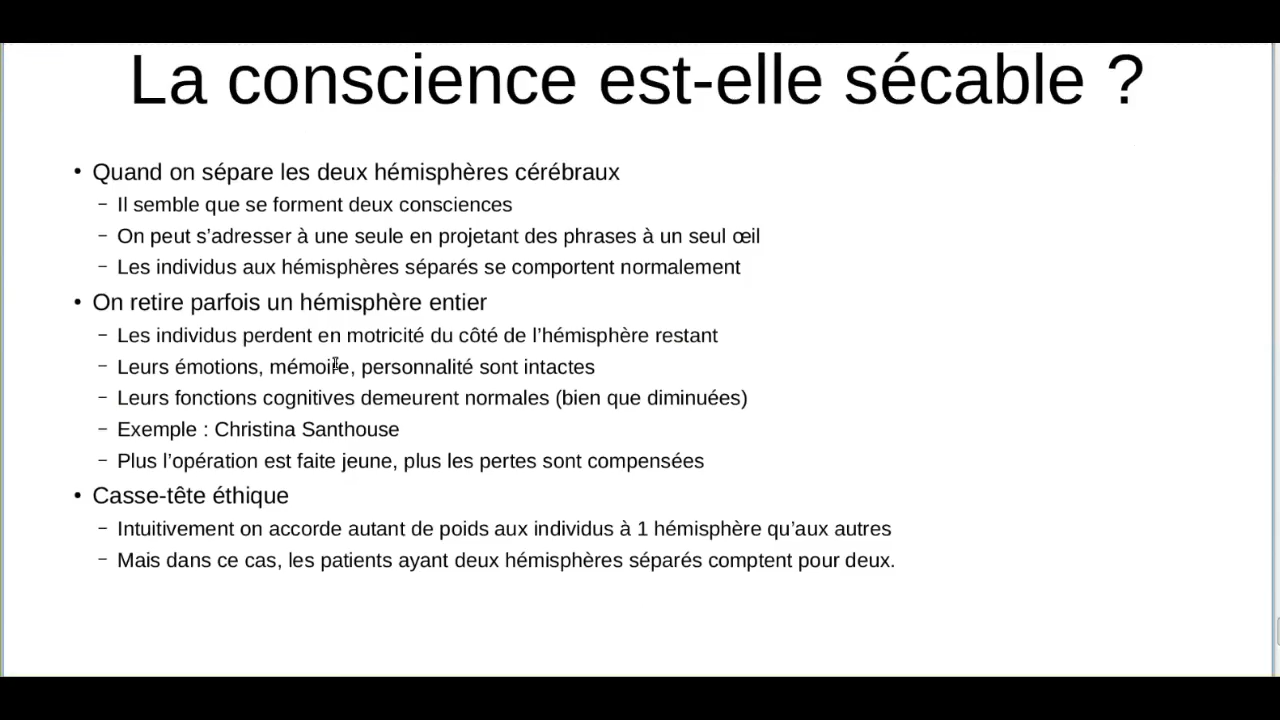 La conscience est-elle sécable ?
• Quand on sépare les deux hémisphères cérébraux
– Il semble que se forment deux consciences
– On peut s’adresser à une seule en projetant des phrases à un seul œil
– Les individus aux hémisphères séparés se comportent normalement
• On retire parfois un hémisphère entier
– Les individus perdent en motricité du côté de l’hémisphère restant
– Leurs émotions, mémoire, personnalité sont intactes
– Leurs fonctions cognitives demeurent normales (bien que diminuées)
– Exemple : Christina Santhouse
– Plus l’opération est faite jeune, plus les pertes sont compensées
• Casse-tête éthique
– Intuitivement on accorde autant de poids aux individus à 1 hémisphère qu’aux autres
– Mais dans ce cas, les patients ayant deux hémisphères séparés comptent pour deux.